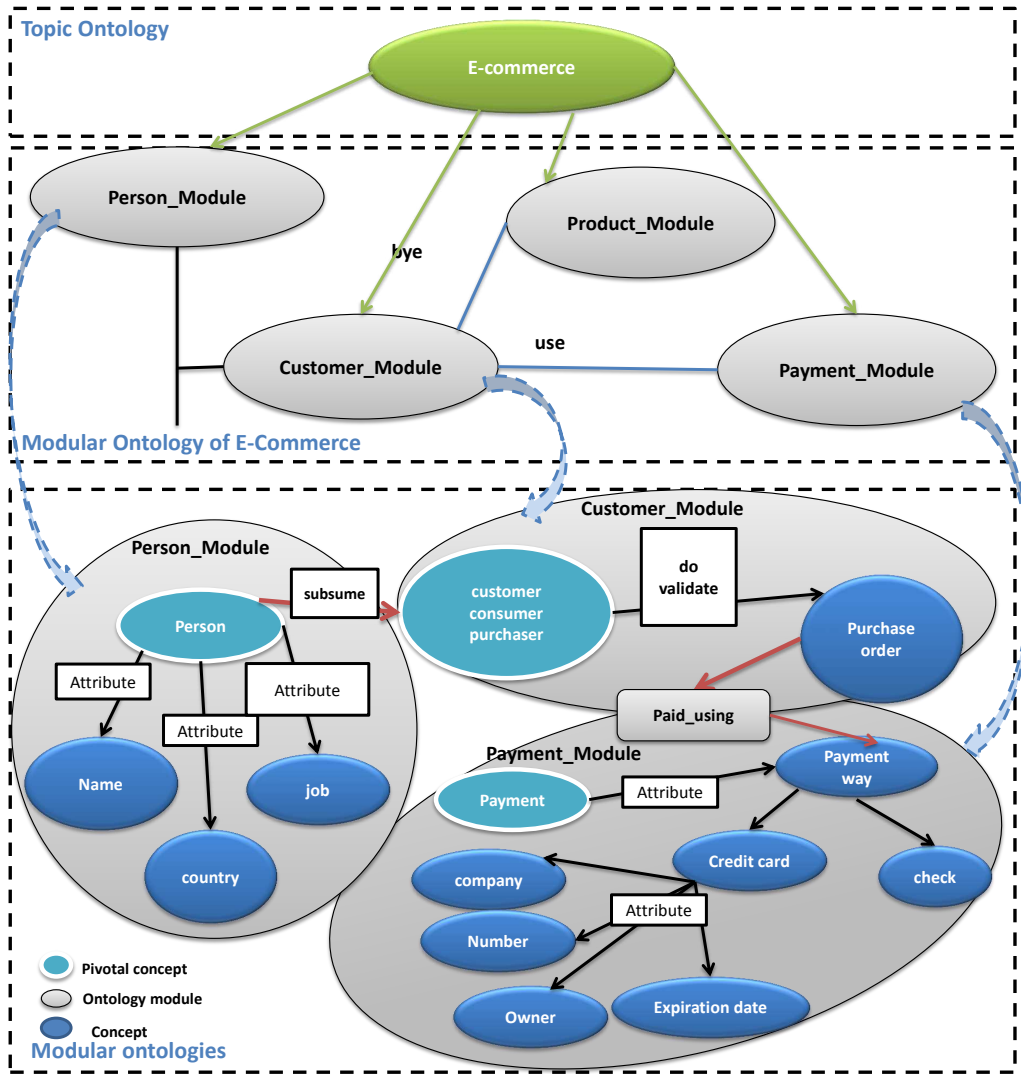 Topic Ontology
E-commerce
Person_Module
Product_Module
bye
Customer_Module
use
Payment_Module
Modular Ontology of E-Commerce
Customer_Module
Person_Module
subsume
customer
consumer
purchaser
do
validate
Person
Purchase
order
Attribute
Attribute
Attribute
Paid_using
Payment_Module
Name
job
Payment
Attribute
Payment
way
country
company
Credit card
check
Attribute
Number
Owner
Expiration date
Pivotal concept
Ontology module
Concept
Modular ontologies